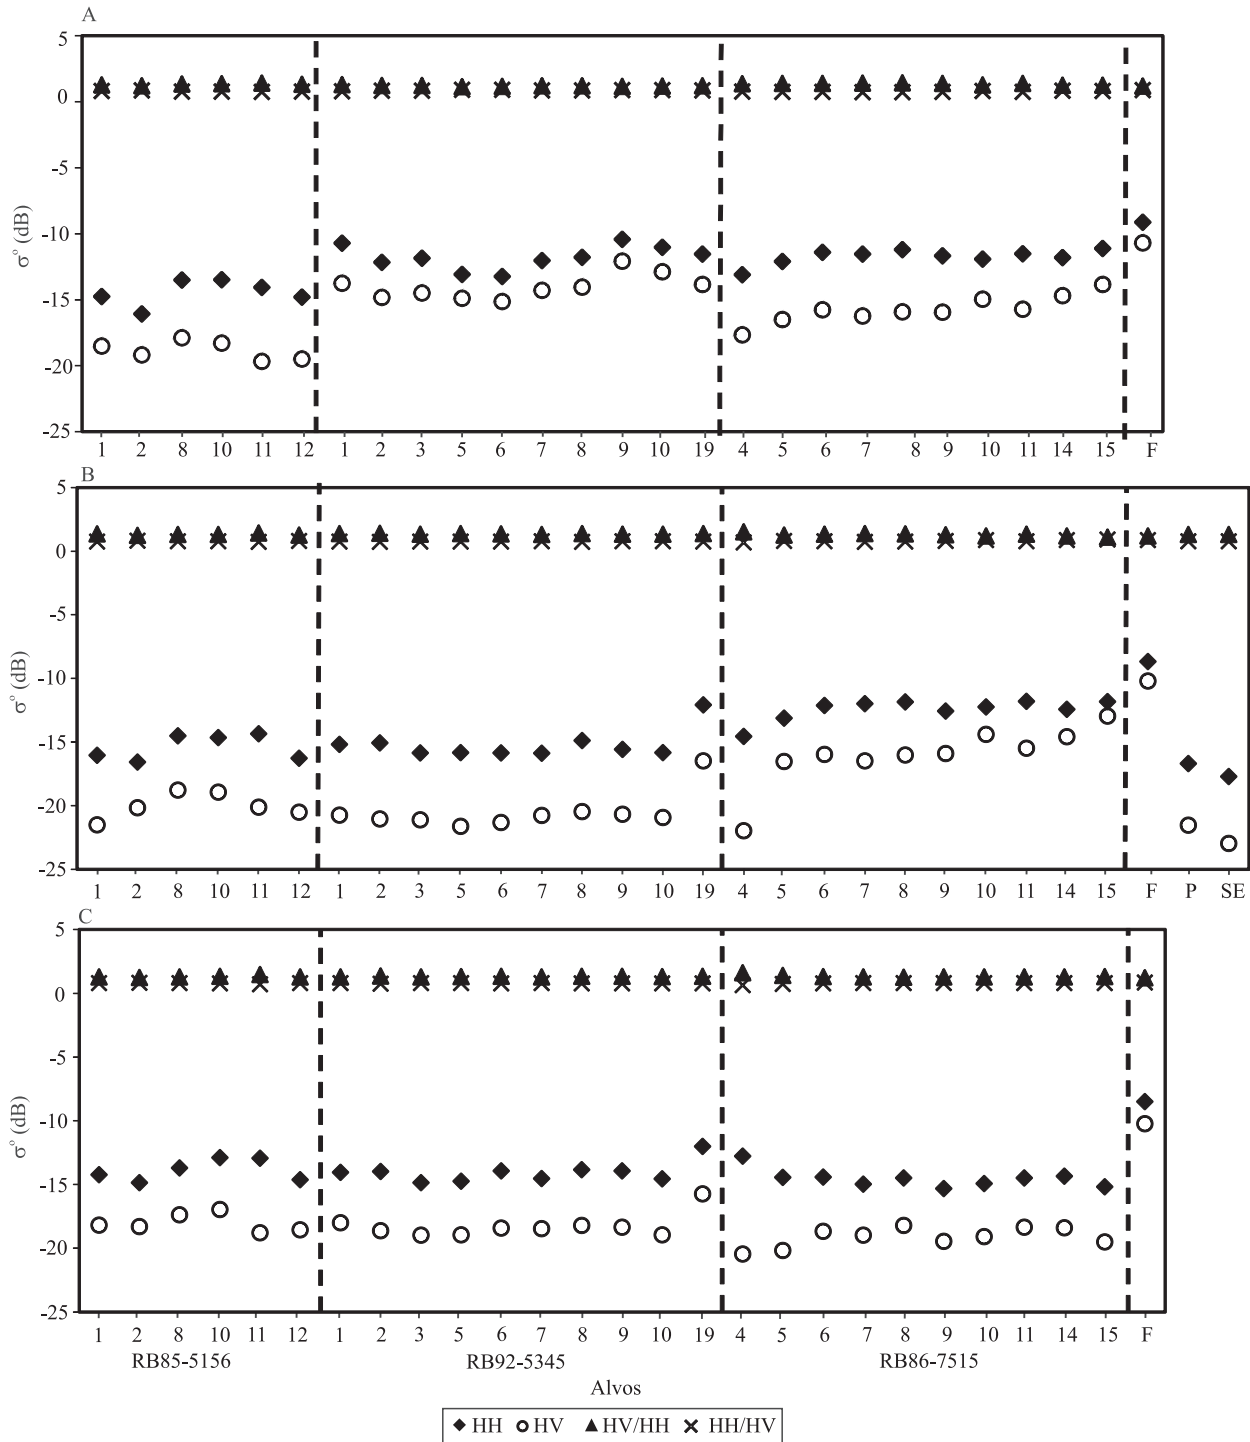 A
5
0
-5
-10
-15
-20
-25
σ° (dB)
1 2 8 10 11 12 1 2 3 5 6 7 8 9 10 19 4 5 6 7 8 9 10 11 14 15 F
B
5
0
-5
-10
-15
-20
-25
σ° (dB)
1 2 8 10 11 12 1 2 3 5 6 7 8 9 10 19 4 5 6 7 8 9 10 11 14 15 F P SE
C
5
0
-5
-10
-15
-20
-25
σ° (dB)
1 2 8 10 11 12 1 2 3 5 6 7 8 9 10 19 4 5 6 7 8 9 10 11 14 15 F
RB85-5156 RB92-5345 RB86-7515
Alvos
HH HV HV/HH HH/HV